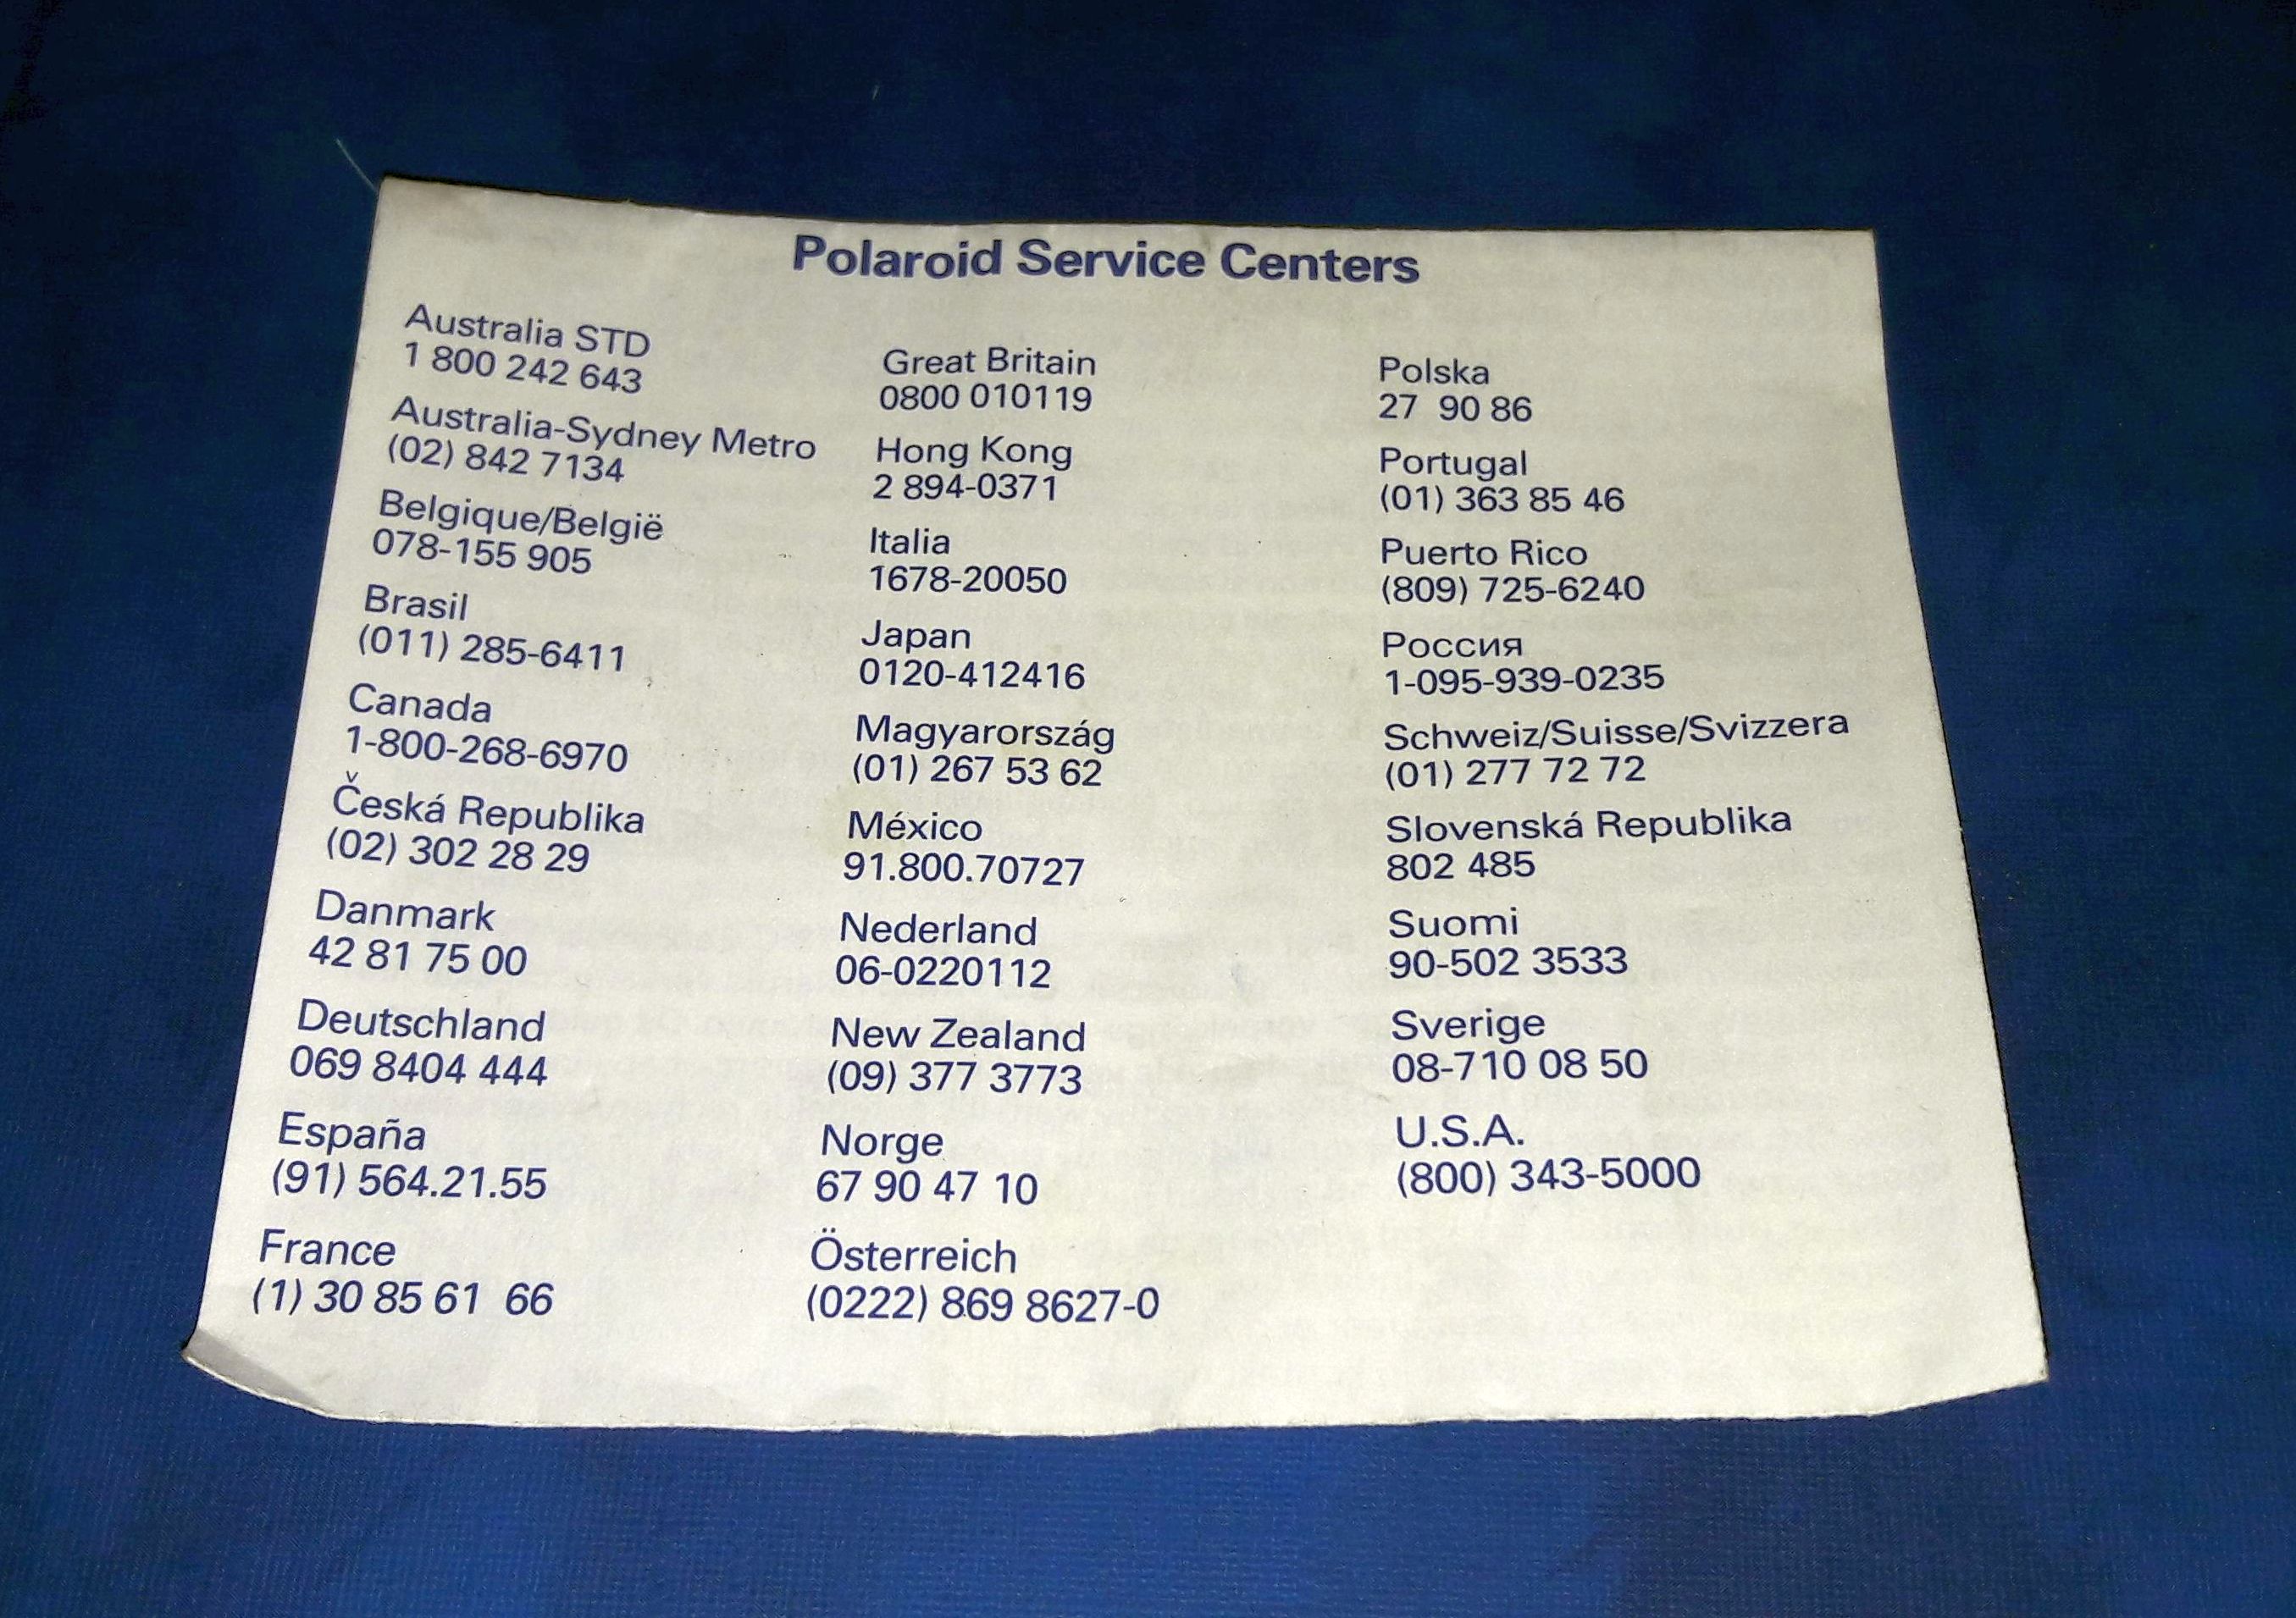 Polaroid Service Centers
Australia STD
1 800 242 643
Australia-Sydney Metro
(02) 842 7134
Belgique/België
078-155 905
Brasil
(011) 285-6411
Canada
1-800-268-6970
Česká Republika
(02) 302 28 29
Danmark
42 81 75 00
Deutschland
069 8404 444
España
(91) 564.21.55
France
(1) 30 85 61 66
Great Britain
0800 010119
Hong Kong
2 894-0371
Italia
1678-20050
Japan
0120-412416
Magyarország
(01) 267 53 62
México
91.800.70727
Nederland
06-0220112
New Zealand
(09) 377 3773
Norge
67 90 47 10
Österreich
(0222) 869 8627-0
Polska
27 90 86
Portugal
(01) 363 85 46
Puerto Rico
(809) 725-6240
Россия
1-095-939-0235
Schweiz/Suisse/Svizzera
(01) 277 72 72
Slovenská Republika
802 485
Suomi
90-502 3533
Sverige
08-710 08 50
U.S.A.
(800) 343-5000